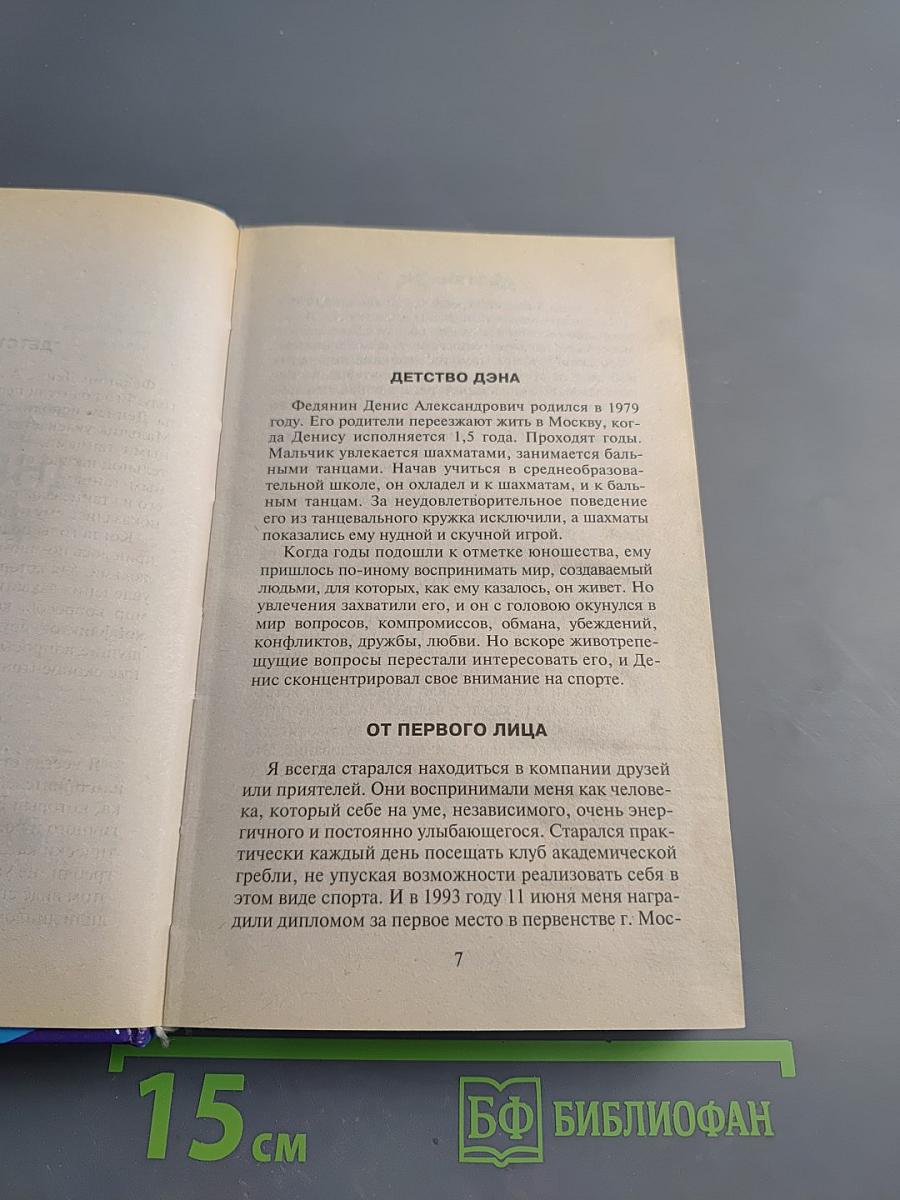 ДЕТСТВО ДЭНА
Федянин Денис Александрович родился в 1979
году. Его родители переезжают жить в Москву, ког-
да Денису исполняется 1,5 года. Проходят годы.
Мальчик увлекается шахматами, занимается баль-
ными танцами. Начав учиться в среднеобразова-
тельной школе, он охладел и к шахматам, и к баль-
ным танцам. За неудовлетворительное поведение
его из танцевального кружка исключили, а шахматы
показались ему нудной и скучной игрой.
Когда годы подошли к отметке юношества, ему
пришлось по-иному воспринимать мир, создаваемый
людьми, для которых, как ему казалось, он живет. Но
увлечения захватили его, и он с головою окунулся в
мир вопросов, компромиссов, обмана, убеждений,
конфликтов, дружбы, любви. Но вскоре животрепе-
щущие вопросы перестали интересовать его, и Де-
нис сконцентрировал свое внимание на спорте.
ОТ ПЕРВОГО ЛИЦА
Я всегда старался находиться в компании друзей
или приятелей. Они воспринимали меня как челове-
ка, который себе на уме, независимого, очень энер-
гичного и постоянно улыбающегося. Старался прак-
тически каждый день посещать клуб академической
гребли, не упуская возможности реализовать себя в
этом виде спорта. И в 1993 году 11 июня меня награ-
дили дипломом за первое место в первенстве г. Мос-
7
15 см
БФ БИБЛИОФАН